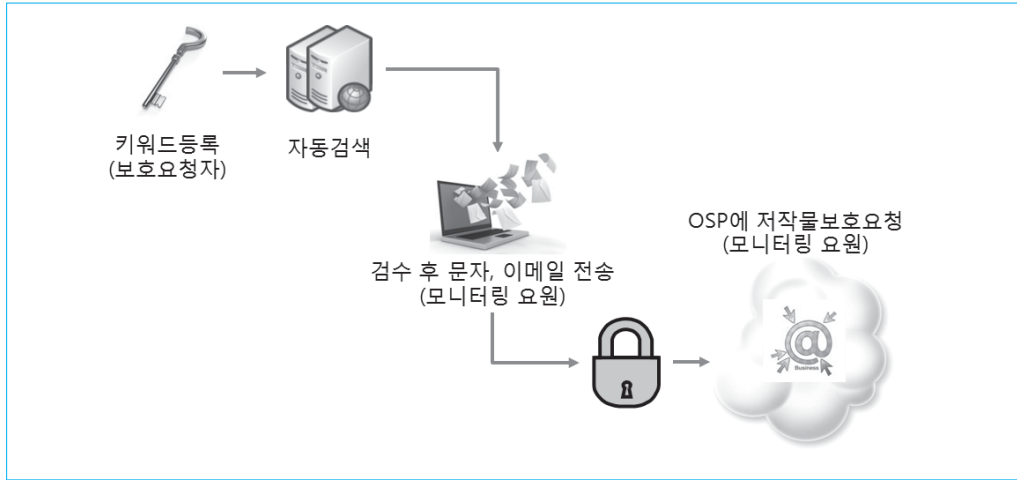 키워드등록
(보호요청자)
자동검색
검수 후 문자, 이메일 전송
(모니터링 요원)
OSP에 저작물보호요청
(모니터링 요원)
@
Business